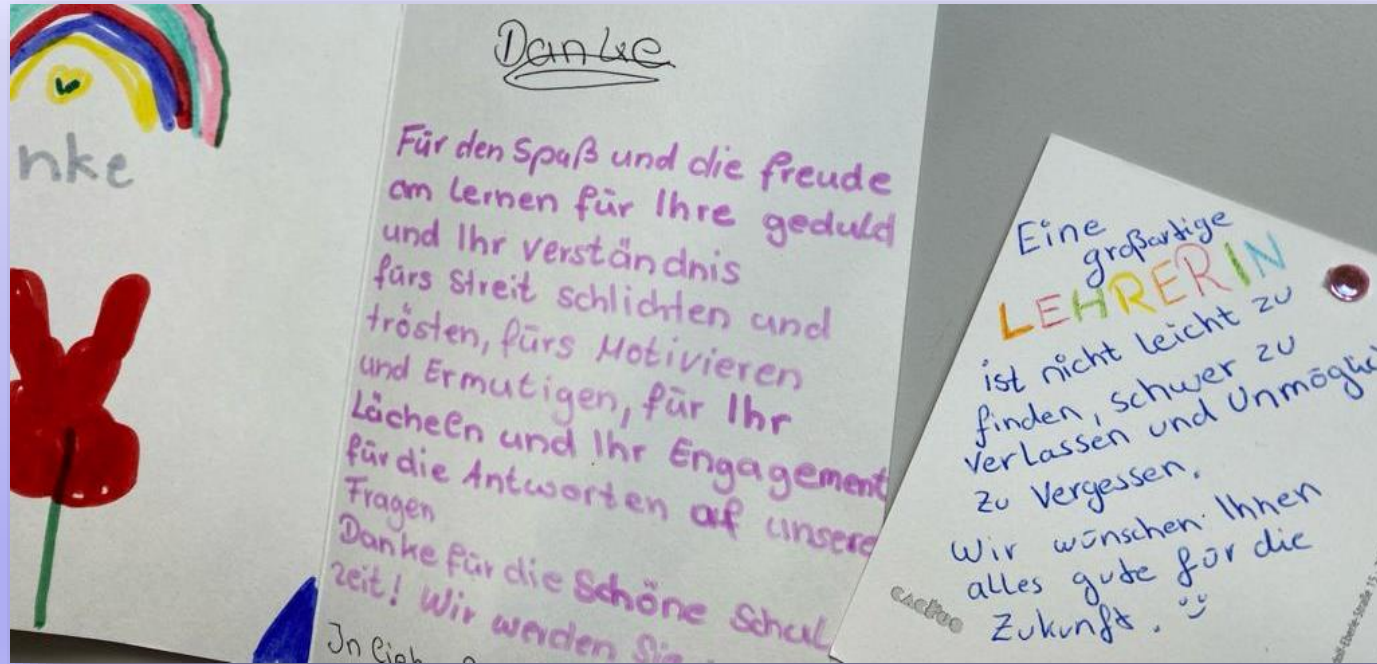 nke
Danke
Für den Spaß und die freude
am lernen für Ihre geduld
und Ihr verständnis
fürs Streit schlichten und
trösten, fürs Motivieren
und Ermutigen, für Ihr
Lächeln und Ihr Engagement
für die Antworten auf unsere
Fragen
Danke für die Schöne Schul
zeit! Wir werden Sie
In
Eine
großartige
LEHRERIN
ist nicht leicht zu
finden, schwer zu
verlassen und Unmöglic
zu Vergessen.
Wir wünschen Ihnen
alles gute für die
Zukunft.